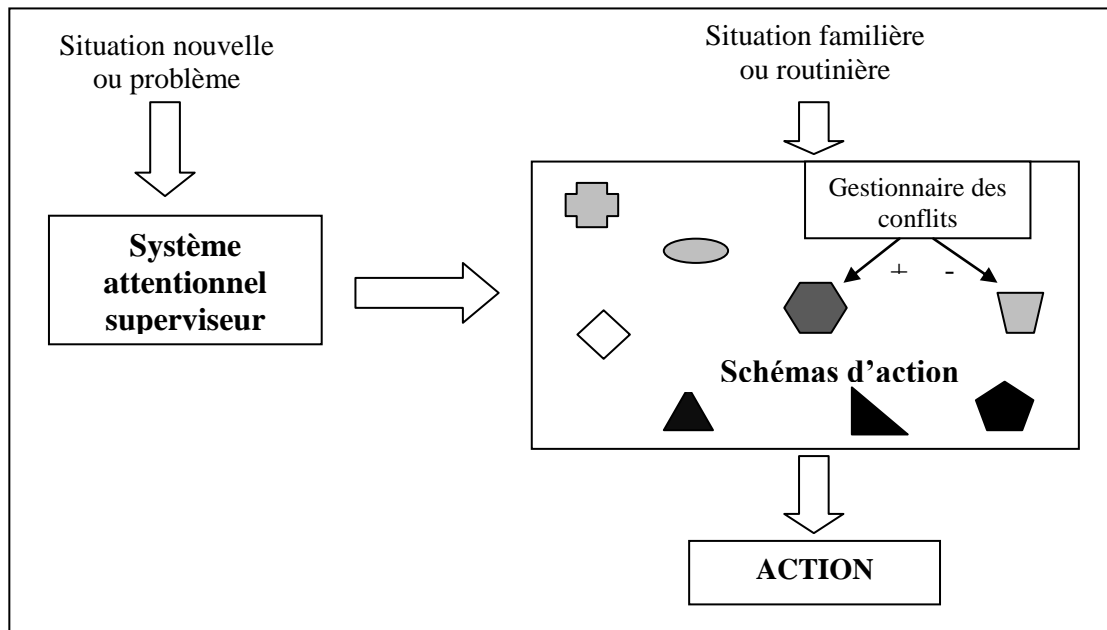 Situation nouvelle
ou problème
Situation familière
ou routinière
Gestionnaire des
conflits
Système
attentionnel
superviseur
+ -
Schémas d'action
ACTION